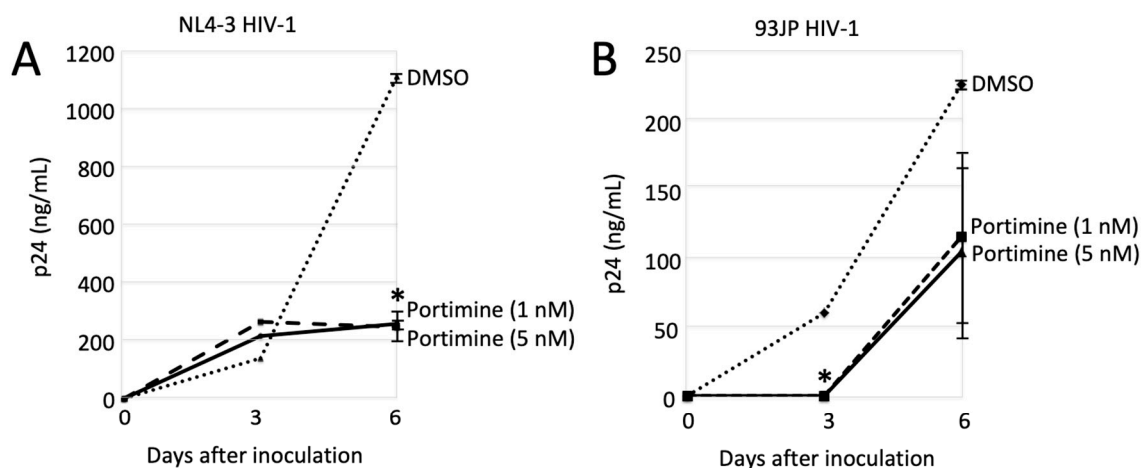 A
NL4-3 HIV-1
1200
1000
800
600
400
200
0
p24 (ng/mL)
DMSO
*
Portimine (1 nM)
Portimine (5 nM)
0 3 6
Days after inoculation
B
93JP HIV-1
250
200
150
100
50
0
p24 (ng/mL)
DMSO
Portimine (1 nM)
Portimine (5 nM)
*
0 3 6
Days after inoculation